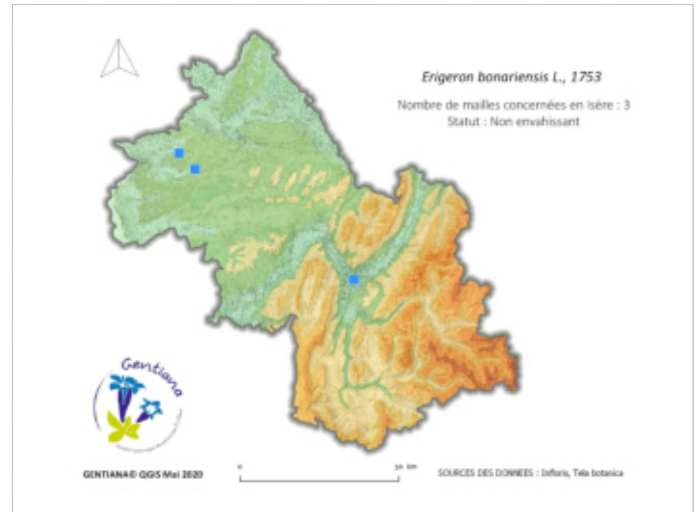 Erigeron bonariensis L., 1753
Nombre de mailles concernées en Isère : 3
Statut : Non envahissant
Gentiana
GENTIANA© QGIS Mai 2020
0
50 km
SOURCES DES DONNEES : Infloris, Tela botanica